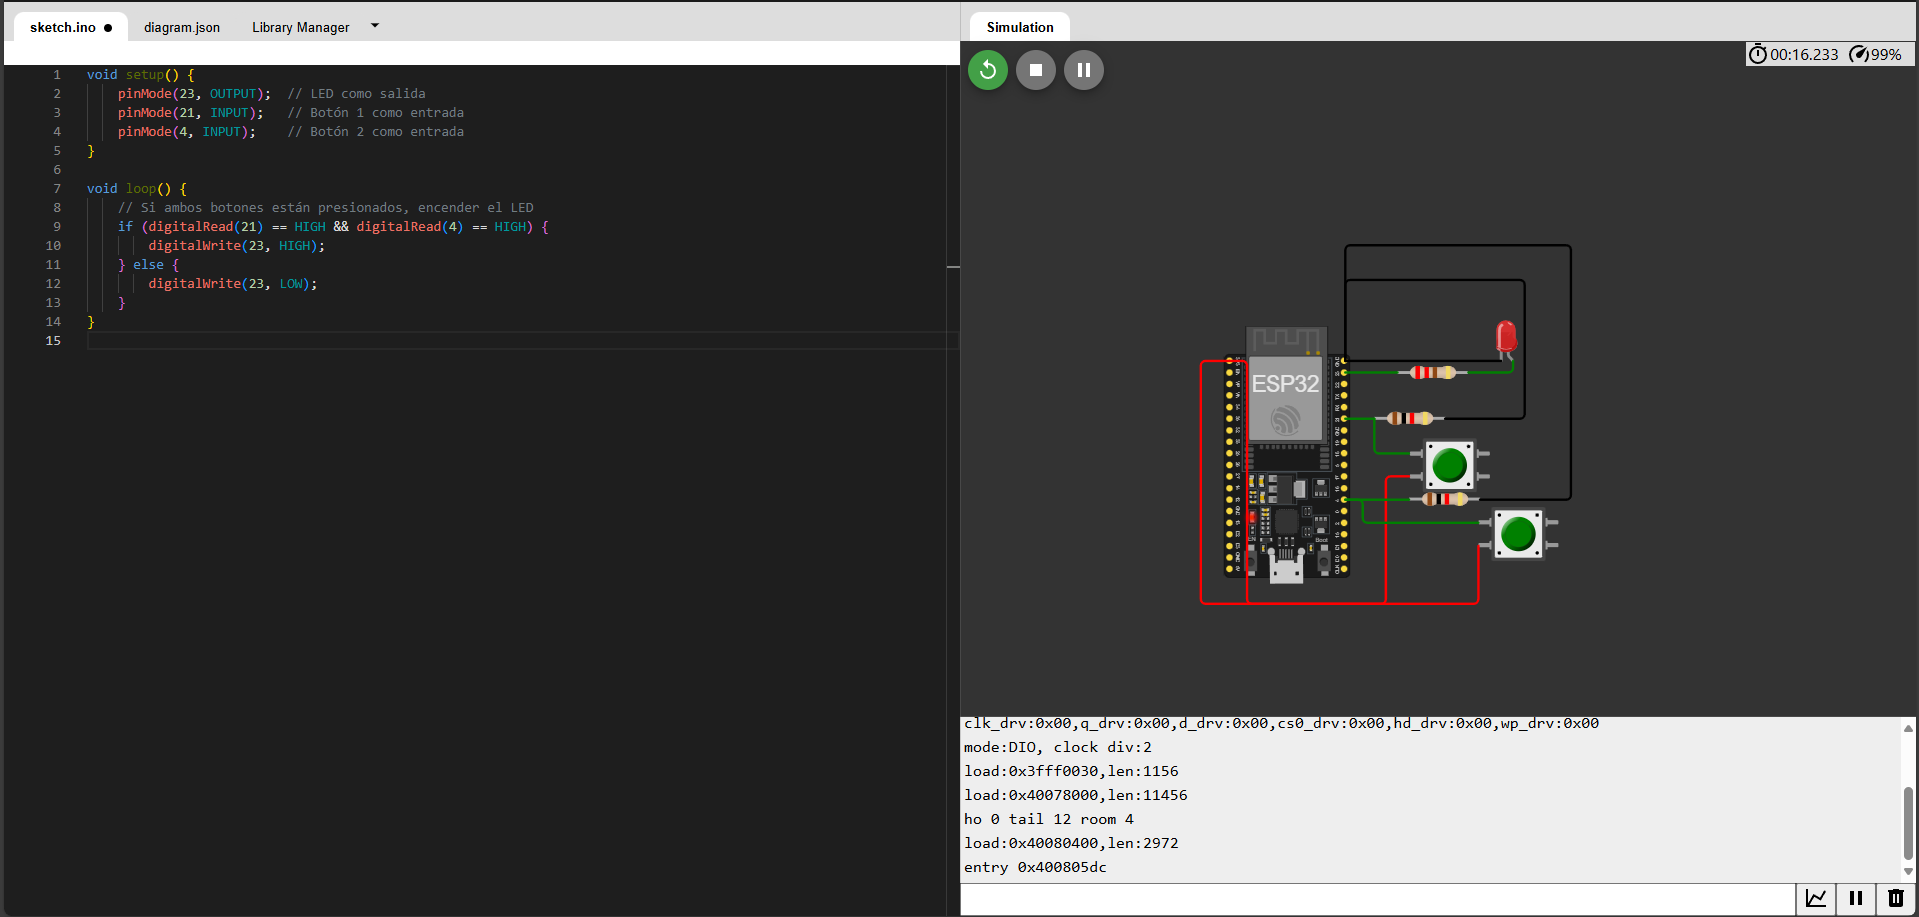 sketch.ino ●
diagram.json
Library Manager
Simulation
00:16.233
99%
1 void setup() {
2 pinMode(23, OUTPUT);  // LED como salida
3 pinMode(21, INPUT);   // Botón 1 como entrada
4 pinMode(4, INPUT);    // Botón 2 como entrada
5 }
6
7 void loop() {
8 // Si ambos botones están presionados, encender el LED
9 if (digitalRead(21) == HIGH && digitalRead(4) == HIGH) {
10 digitalWrite(23, HIGH);
11 } else {
12 digitalWrite(23, LOW);
13 }
14 }
15
ESP32
EN
Boot
clk_drv:0x00,q_drv:0x00,d_drv:0x00,cs0_drv:0x00,hd_drv:0x00,wp_drv:0x00
mode:DIO, clock div:2
load:0x3fff0030,len:1156
load:0x40078000,len:11456
ho 0 tail 12 room 4
load:0x40080400,len:2972
entry 0x400805dc